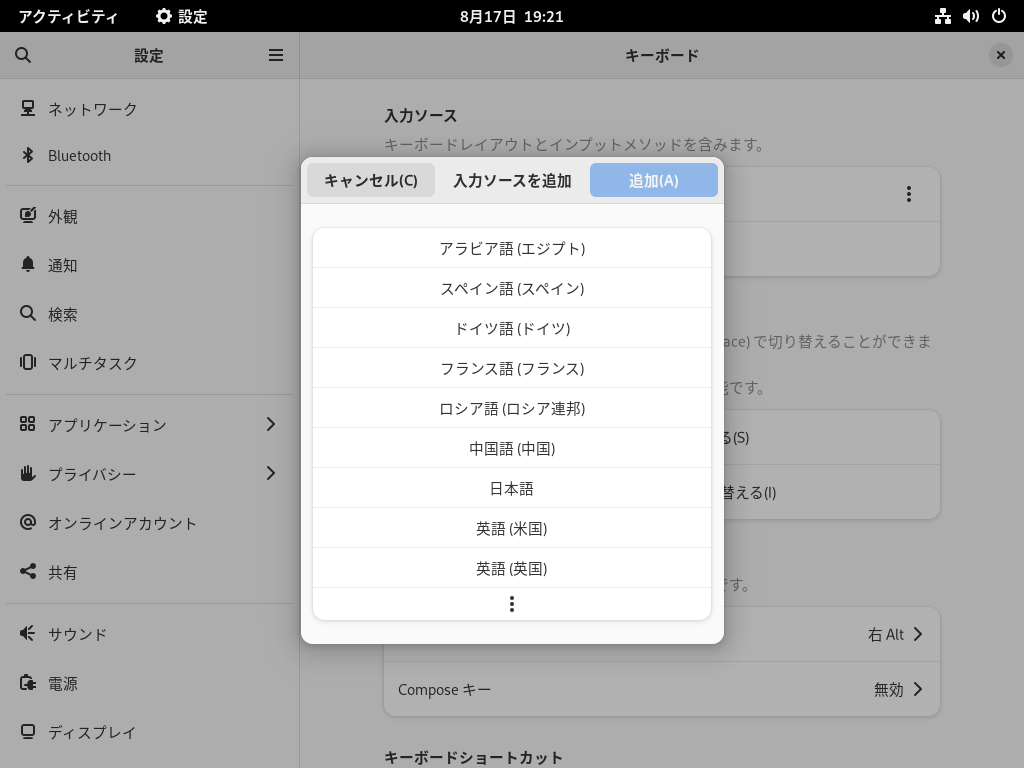 アクティビティ 設定 8月17日 19:21
設定
キーボード
ネットワーク
Bluetooth
外観
通知
検索
マルチタスク
アプリケーション
プライバシー
オンラインアカウント
共有
サウンド
電源
ディスプレイ
入力ソース
キーボードレイアウトとインプットメソッドを含みます。
キャンセル(C) 入力ソースを追加 追加(A)
アラビア語 (エジプト)
スペイン語 (スペイン)
ドイツ語 (ドイツ)
フランス語 (フランス)
ロシア語 (ロシア連邦)
中国語 (中国)
日本語
英語 (米国)
英語 (英国)
ace) で切り替えることができま
です。
る(S)
替える(I)
です。
右 Alt
Compose キー 無効
キーボードショートカット